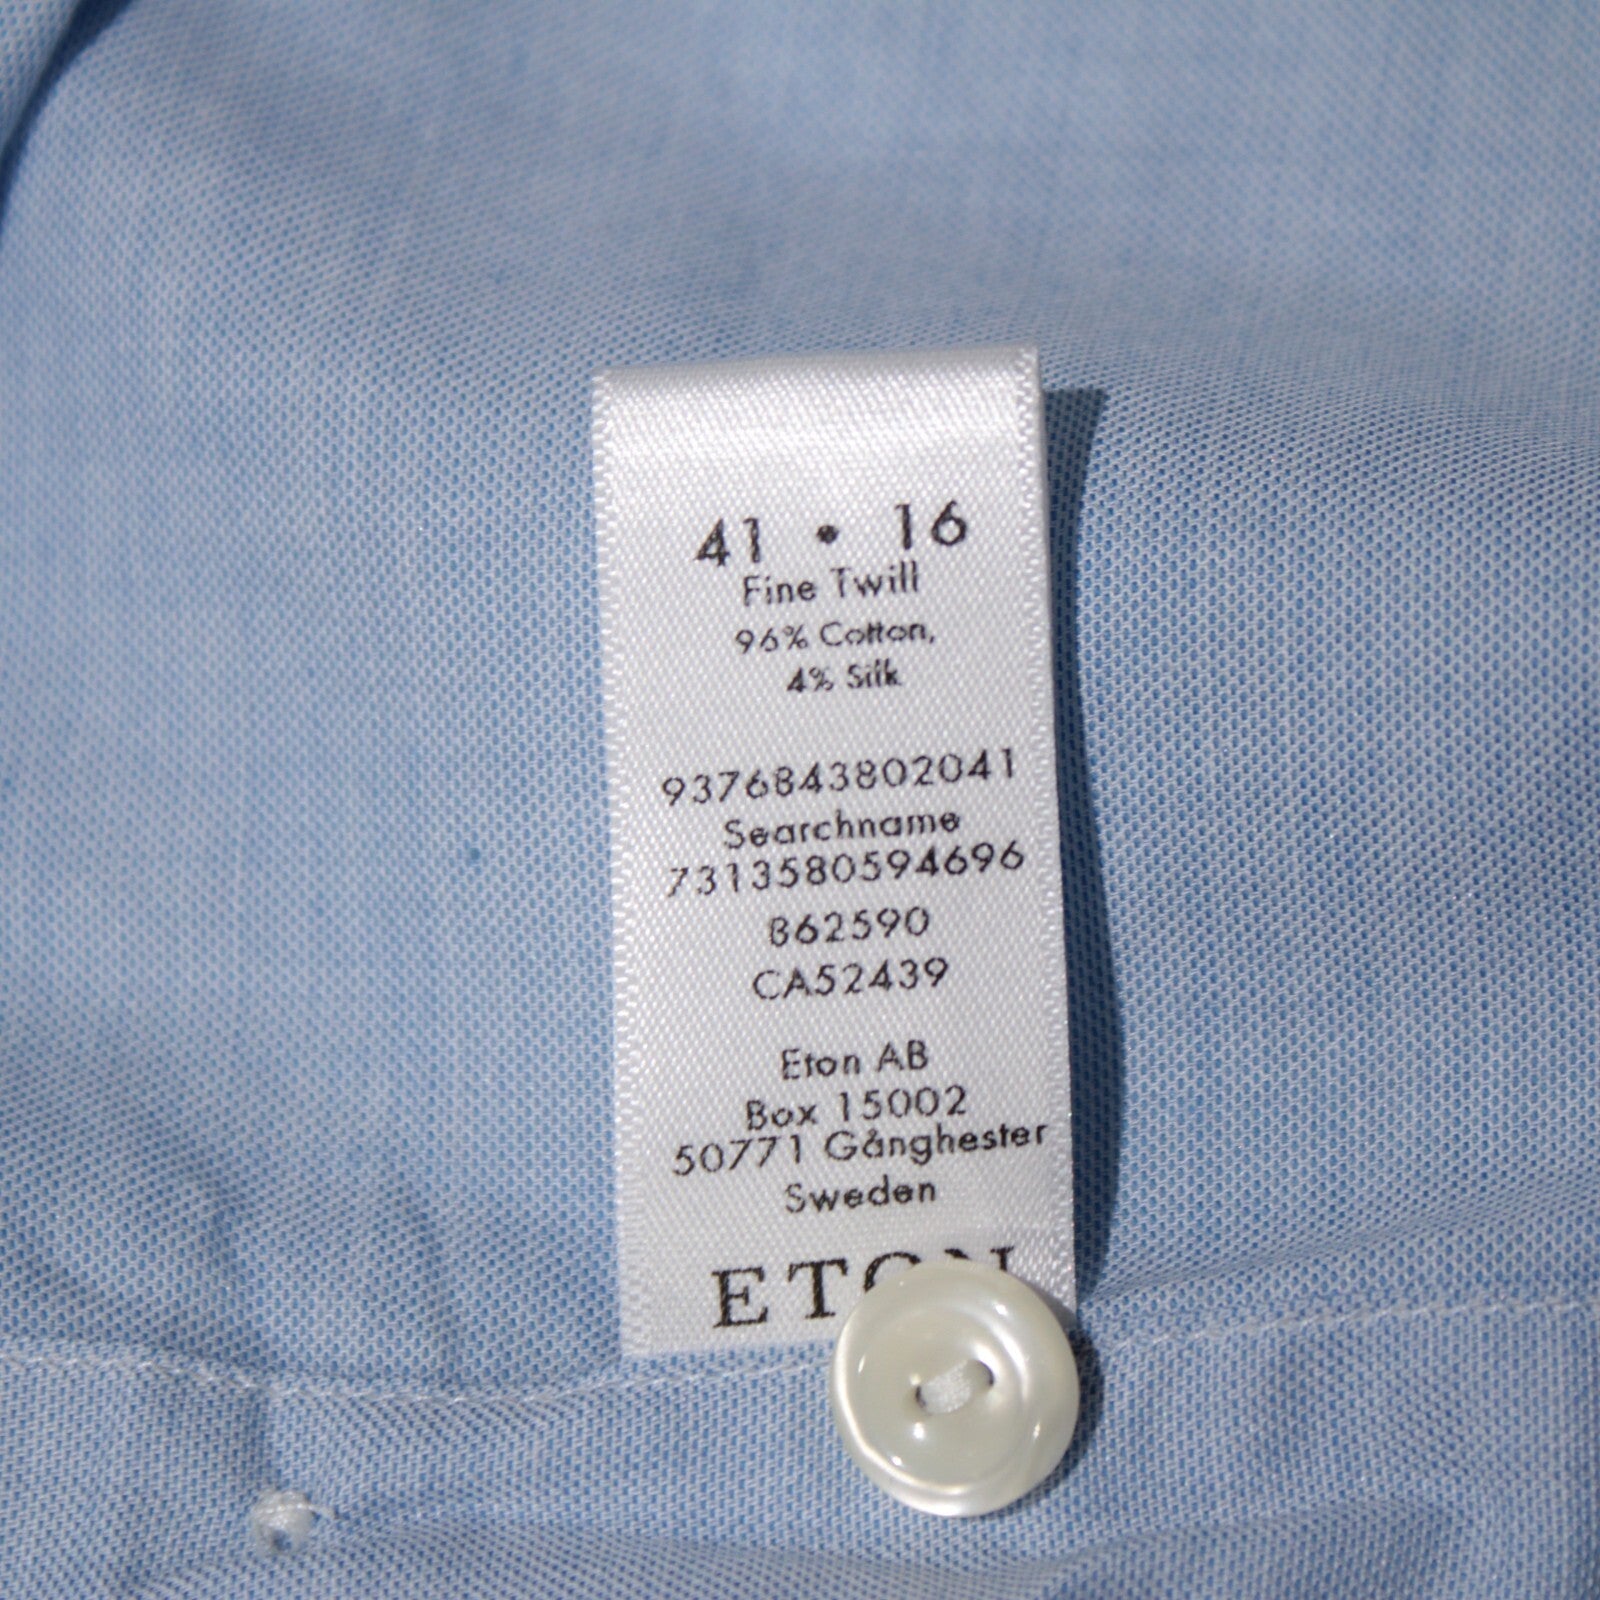 41 • 16
Fine Twill
96% Cotton,
4% Silk
9376843802041
Searchname
7313580594696
B62590
CA52439
Eton AB
Box 15002
50771 Gånghester
Sweden
ETON